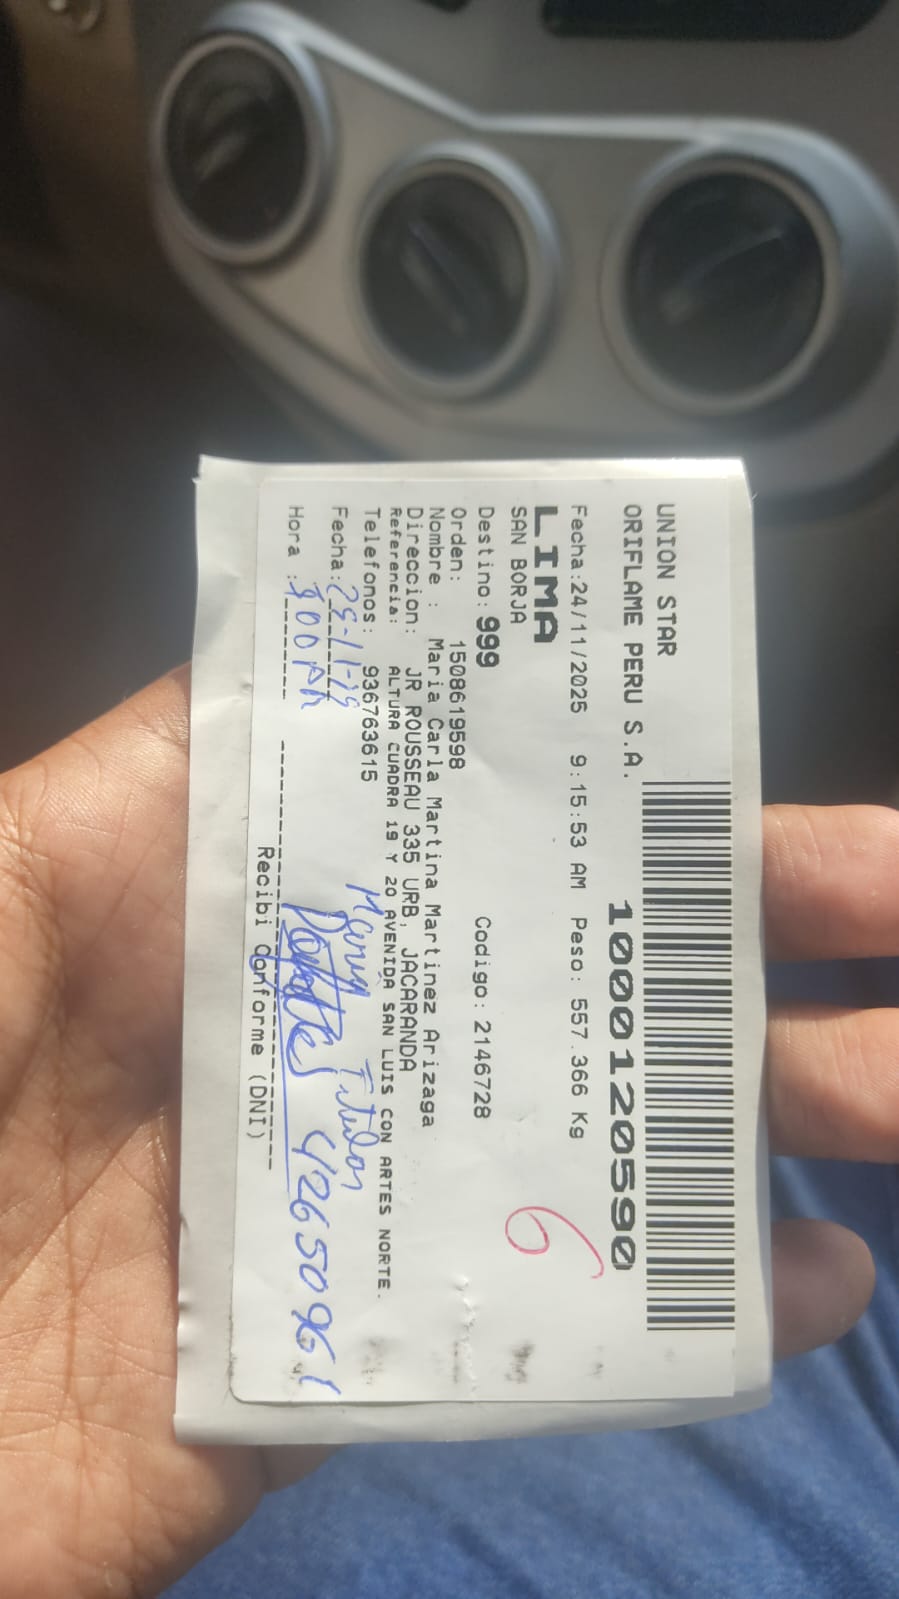 UNION STAR
ORIFLAME PERU S.A.
1000120590
Fecha:24/11/2025 9:15:53 AM Peso: 557.366 Kg
LIMA
SAN BORJA
6
Destino: 999 Codigo: 2146728
Orden: 1508619598
Nombre : Maria Carla Martina Martinez Arizaga
Direccion: JR ROUSSEAU 335 URB, JACARANDA
Referencia: ALTURA CUADRA 19 Y 20 AVENIDA SAN LUIS CON ARTES NORTE.
Telefonos: 936763615
Fecha:
Hora :
Titular
42650961
Recibi Conforme (DNI)